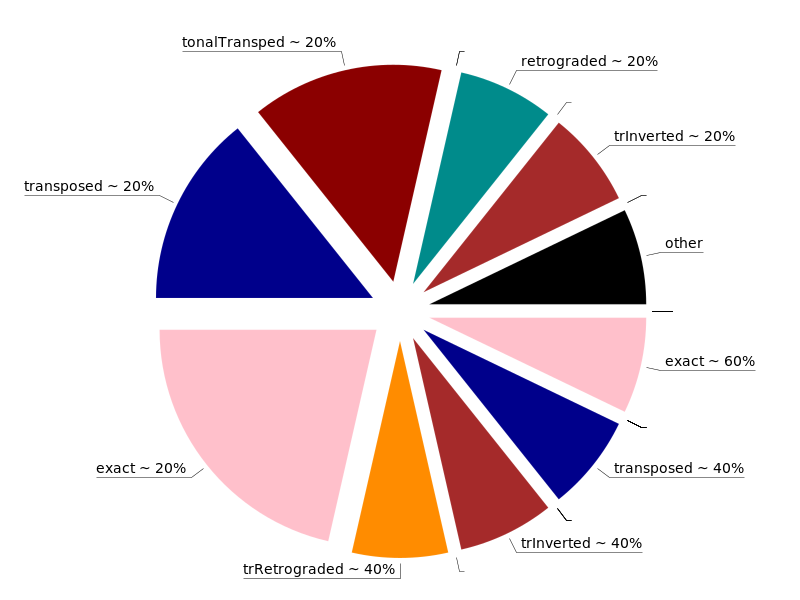 tonalTransped ~ 20%
retrograded ~ 20%
trInverted ~ 20%
transposed ~ 20%
other
exact ~ 60%
exact ~ 20%
transposed ~ 40%
trInverted ~ 40%
trRetrograded ~ 40%